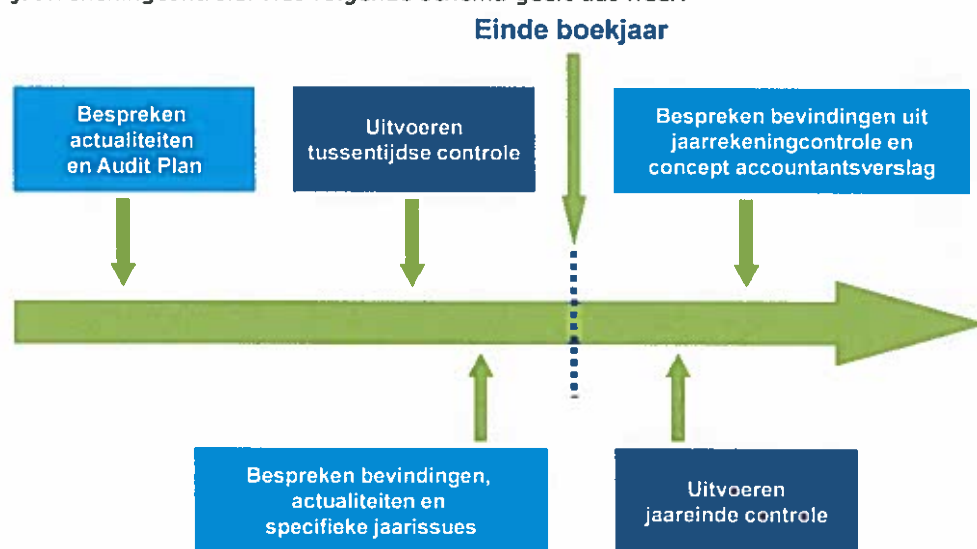 Einde boekjaar
Bespreken
actualiteiten
en Audit Plan
Uitvoeren
tussentijdse controle
Bespreken bevindingen uit
jaarrekeningcontrole en
concept accountantsverslag
Bespreken bevindingen,
actualiteiten en
specifieke jaarissues
Uitvoeren
jaareinde controle